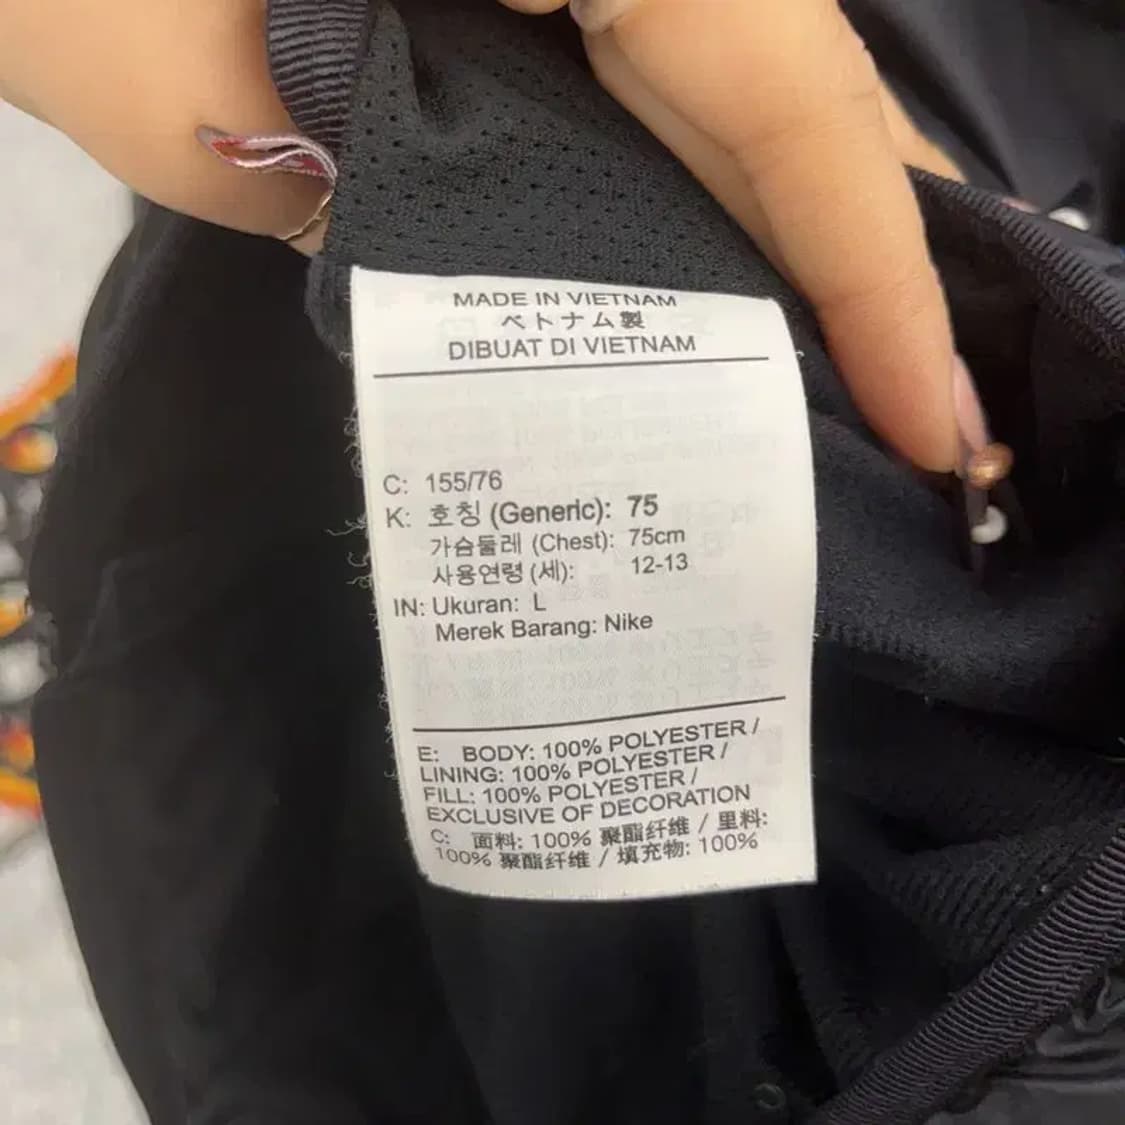 MADE IN VIETNAM
ベトナム製
DIBUAT DI VIETNAM
C: 155/76
K: 호칭 (Generic): 75
가슴둘레 (Chest): 75cm
사용연령 (세): 12-13
IN: Ukuran: L
Merek Barang: Nike
E: BODY: 100% POLYESTER /
LINING: 100% POLYESTER /
FILL: 100% POLYESTER /
EXCLUSIVE OF DECORATION
C: 面料: 100% 聚酯纤维 / 里料:
100% 聚酯纤维 / 填充物: 100%